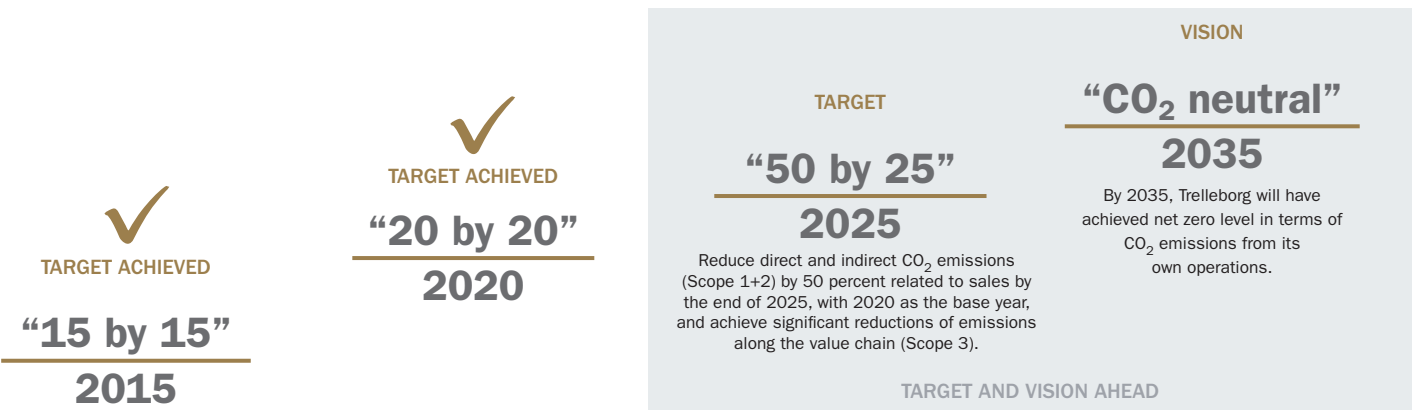 TARGET ACHIEVED
“15 by 15”
2015
TARGET ACHIEVED
“20 by 20”
2020
TARGET
“50 by 25”
2025
Reduce direct and indirect CO₂ emissions
(Scope 1+2) by 50 percent related to sales by
the end of 2025, with 2020 as the base year,
and achieve significant reductions of emissions
along the value chain (Scope 3).
VISION
“CO₂ neutral”
2035
By 2035, Trelleborg will have
achieved net zero level in terms of
CO₂ emissions from its
own operations.
TARGET AND VISION AHEAD